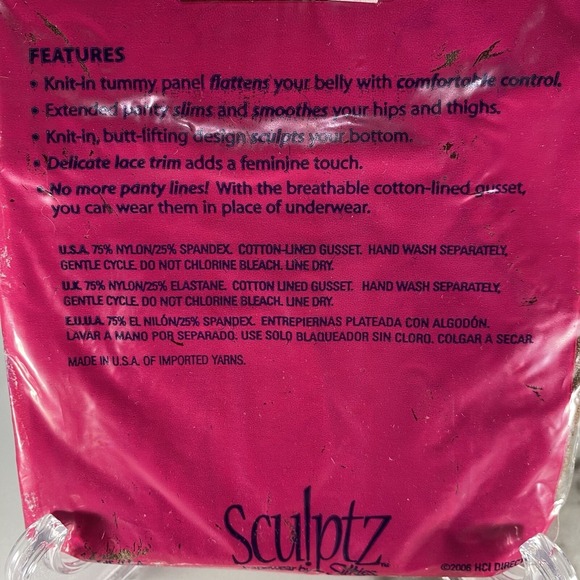 FEATURES
• Knit-in tummy panel flattens your belly with comfortable control.
• Extended panty slims and smoothes your hips and thighs.
• Knit-in, butt-lifting design sculpts your bottom.
• Delicate lace trim adds a feminine touch.
• No more panty lines! With the breathable cotton-lined gusset,
you can wear them in place of underwear.
U.S.A. 75% NYLON/25% SPANDEX. COTTON-LINED GUSSET. HAND WASH SEPARATELY,
GENTLE CYCLE. DO NOT CHLORINE BLEACH. LINE DRY.
U.K. 75% NYLON/25% ELASTANE. COTTON LINED GUSSET. HAND WASH SEPARATELY,
GENTLE CYCLE. DO NOT CHLORINE BLEACH. LINE DRY.
E.U.U.A. 75% EL NILÓN/25% SPANDEX. ENTREPIERNAS PLATEADA CON ALGODÓN.
LAVAR A MANO POR SEPARADO. USE SOLO BLAQUEADOR SIN CLORO. COLGAR A SECAR
MADE IN U.S.A. OF IMPORTED YARNS.
sculptz™
©2006 HCI DIREC